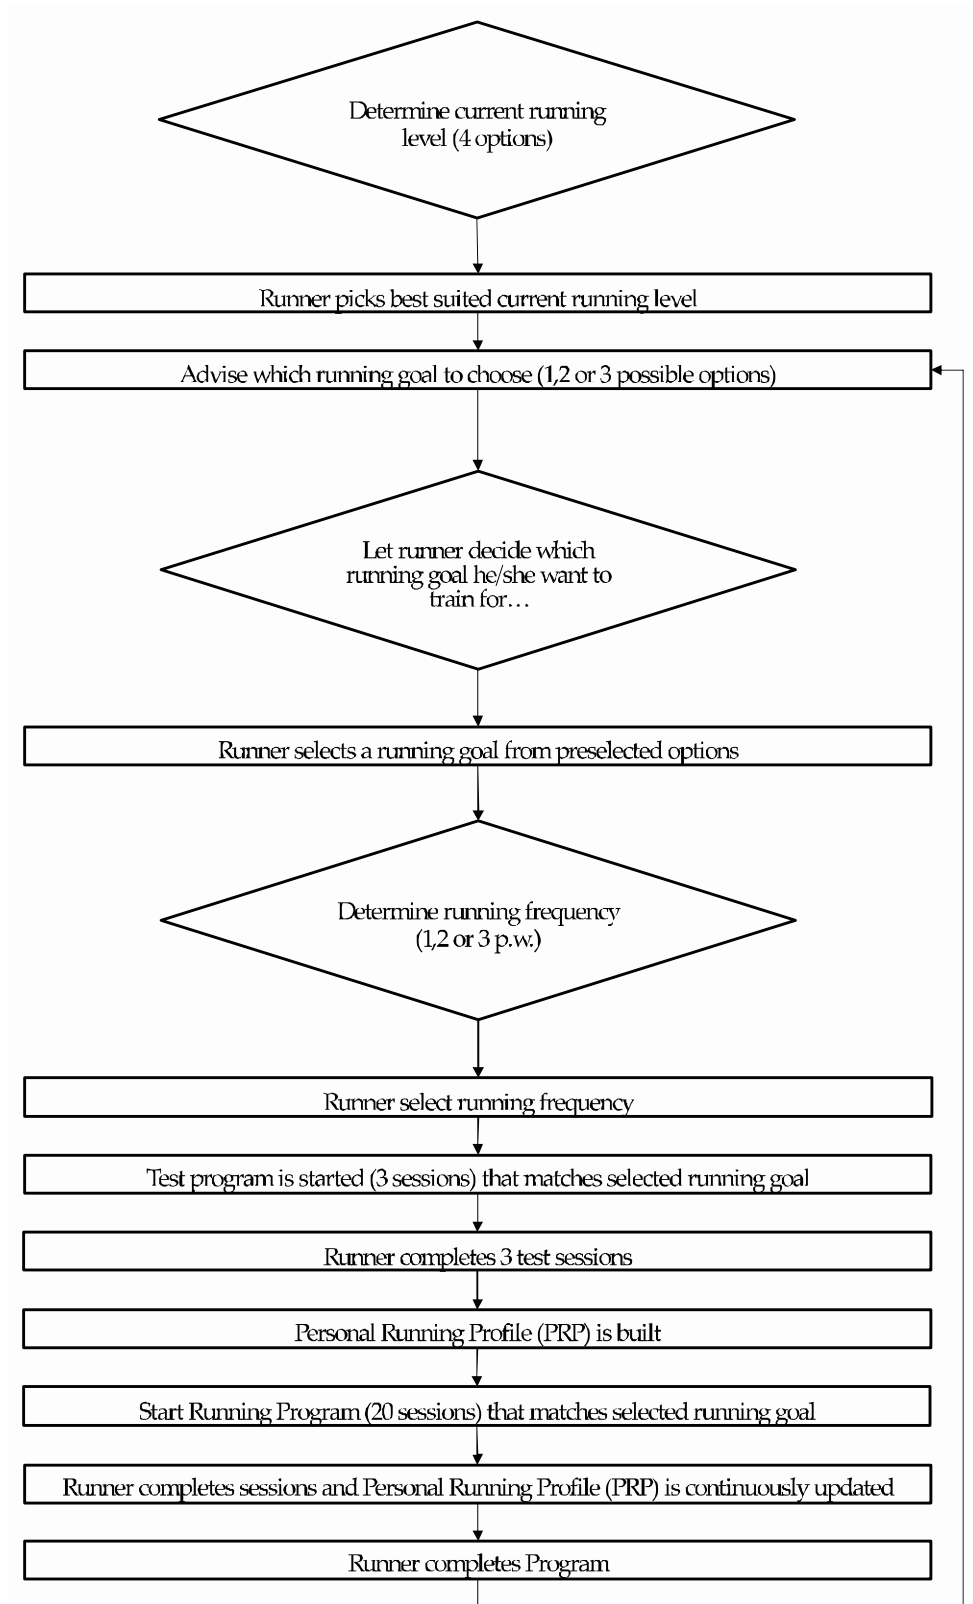 Determine current running
level (4 options)
Runner picks best suited current running level
Advise which running goal to choose (1,2 or 3 possible options)
Let runner decide which
running goal he/she want to
train for…
Runner selects a running goal from preselected options
Determine running frequency
(1,2 or 3 p.w.)
Runner select running frequency
Test program is started (3 sessions) that matches selected running goal
Runner completes 3 test sessions
Personal Running Profile (PRP) is built
Start Running Program (20 sessions) that matches selected running goal
Runner completes sessions and Personal Running Profile (PRP) is continuously updated
Runner completes Program